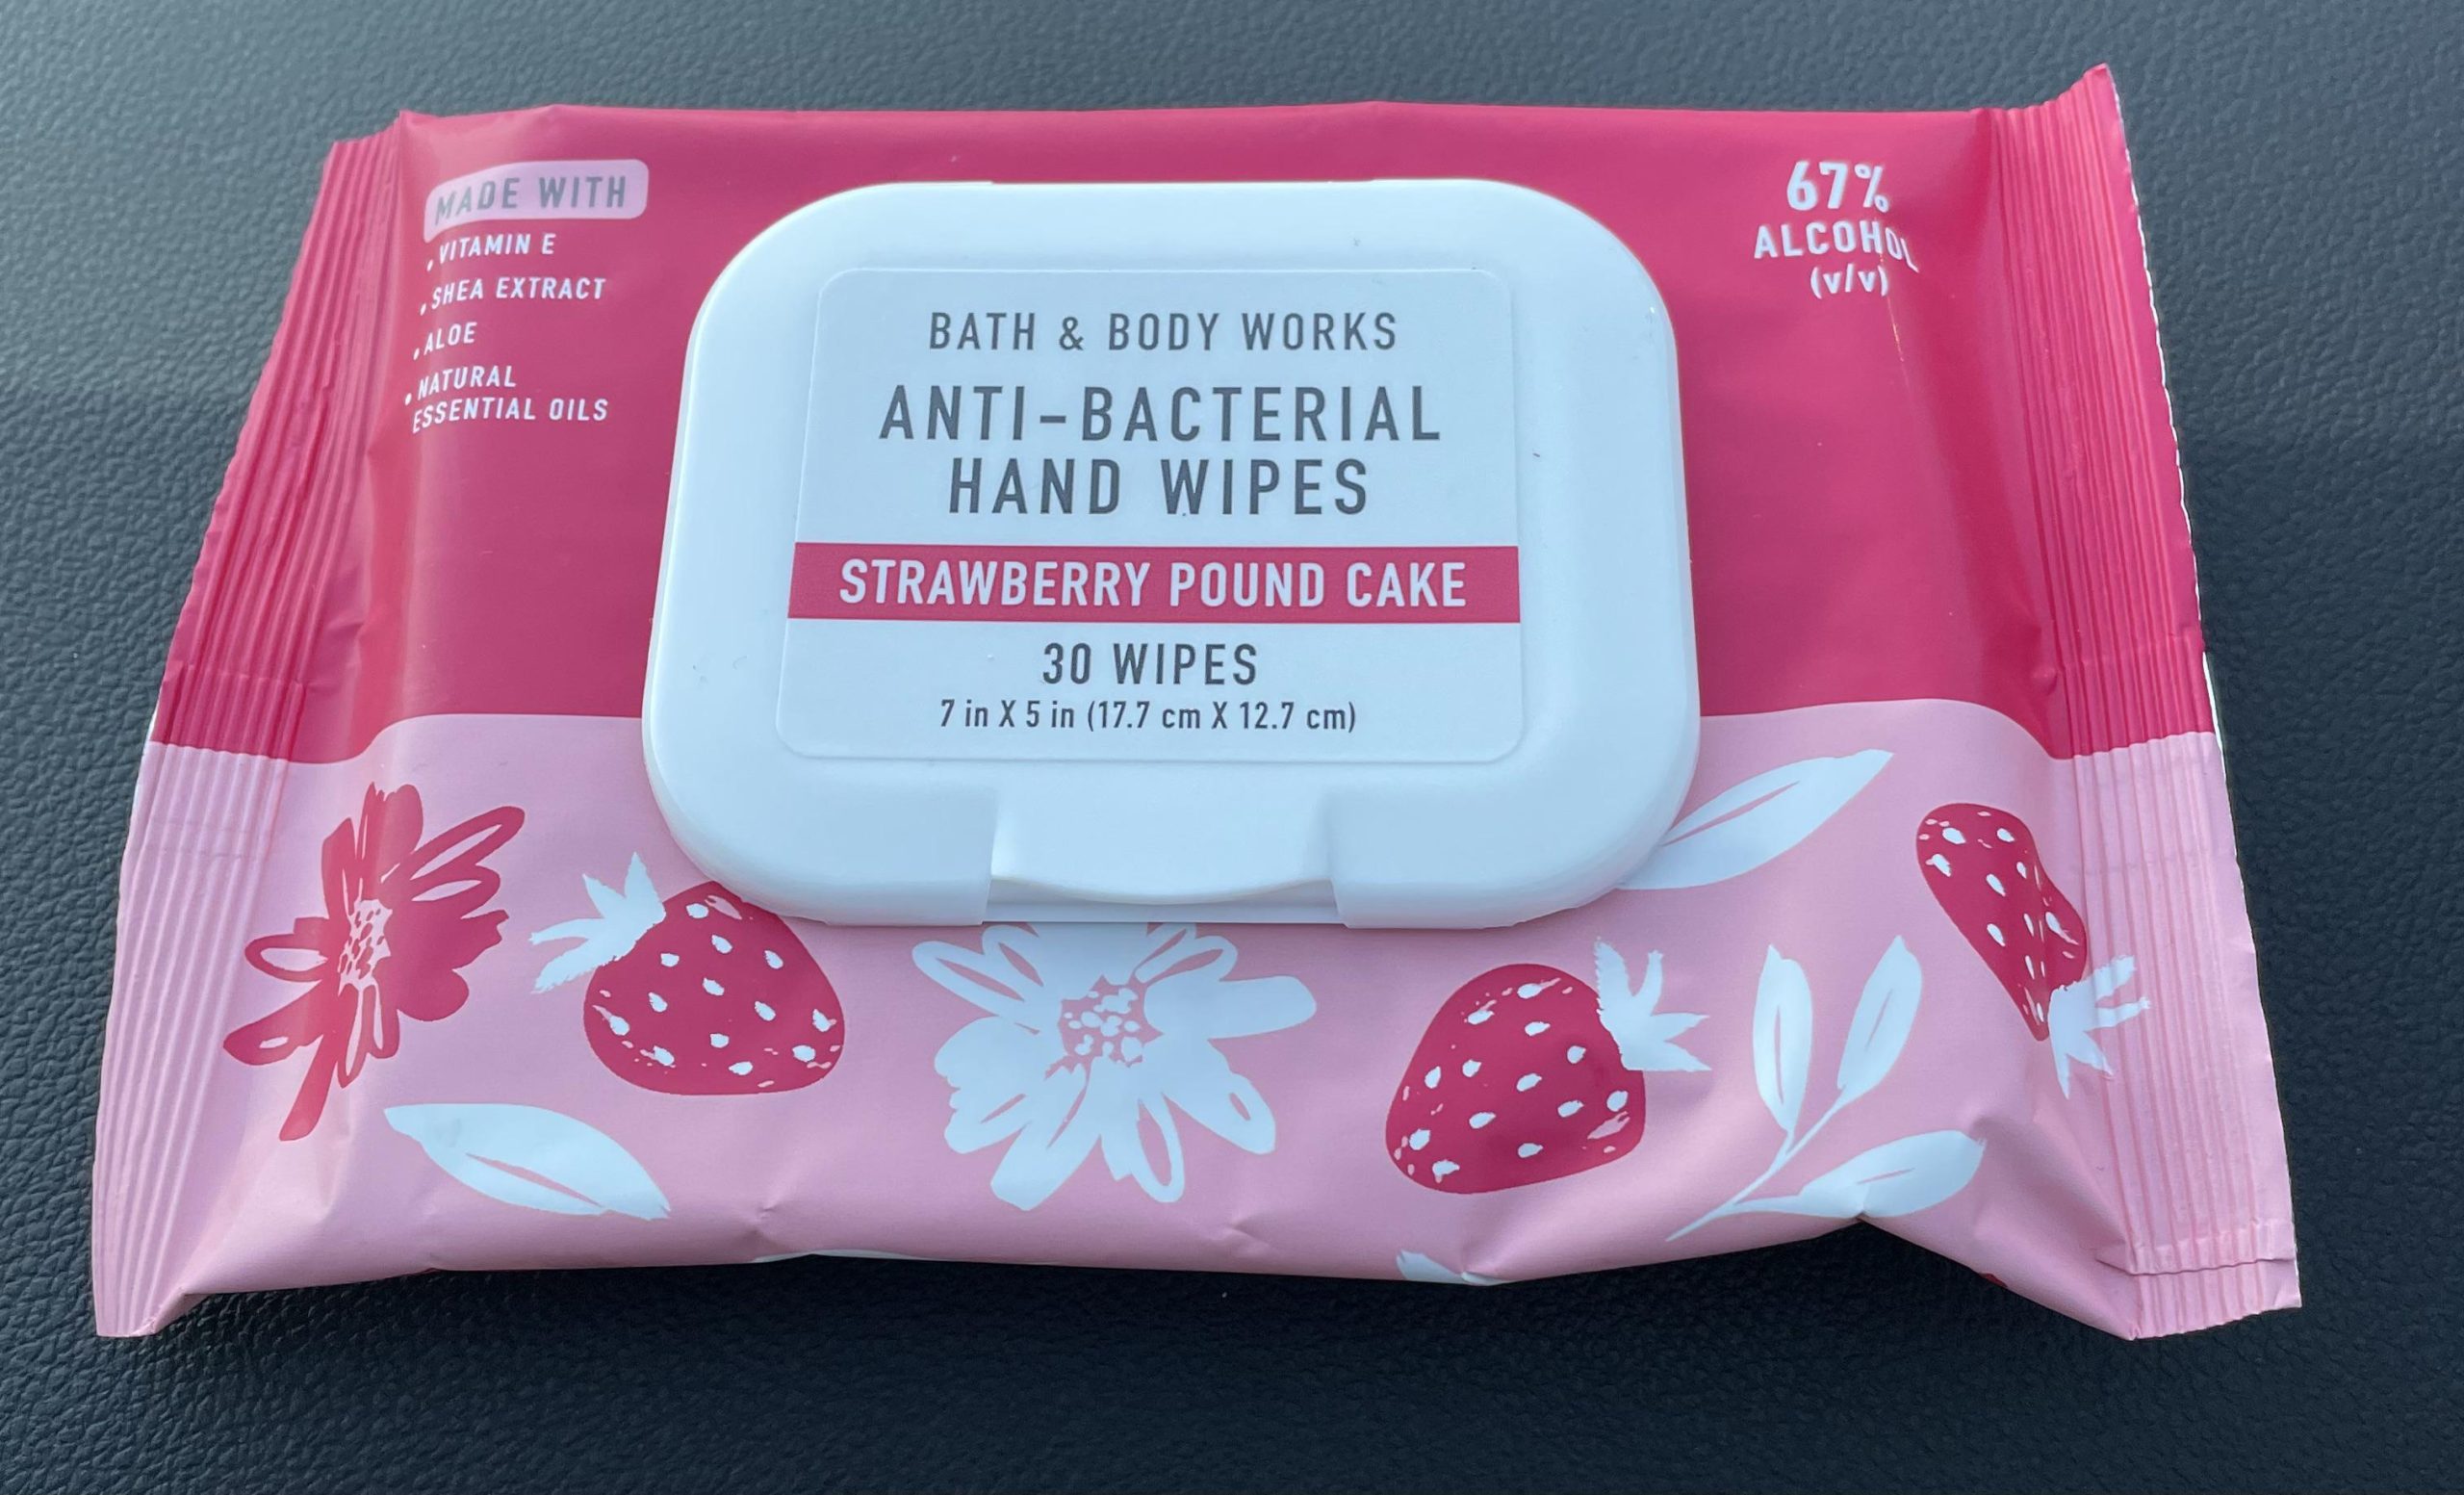 MADE WITH
• VITAMIN E
• SHEA EXTRACT
• ALOE
• NATURAL
ESSENTIAL OILS
67%
ALCOHOL
(v/v)
BATH & BODY WORKS
ANTI-BACTERIAL
HAND WIPES
STRAWBERRY POUND CAKE
30 WIPES
7 in X 5 in (17.7 cm X 12.7 cm)